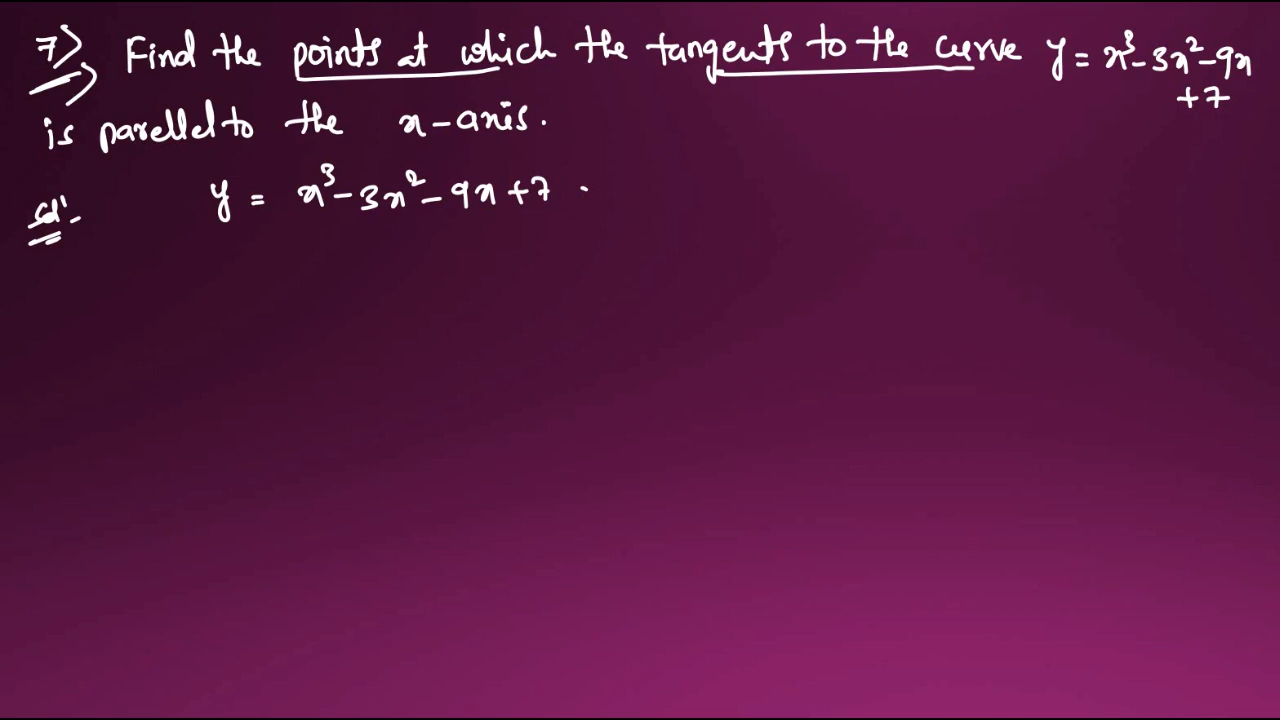 7) Find the points at which the tangents to the curve y = x³-3x²-9x
+7
is parellel to the x-axis.
Sol:- y = x³-3x²-9x+7.